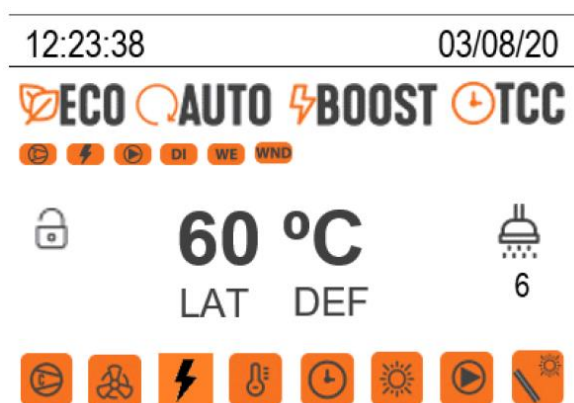 12:23:38 03/08/20
ECO AUTO BOOST TCC
DI WE WND
60 ºC
LAT DEF
6